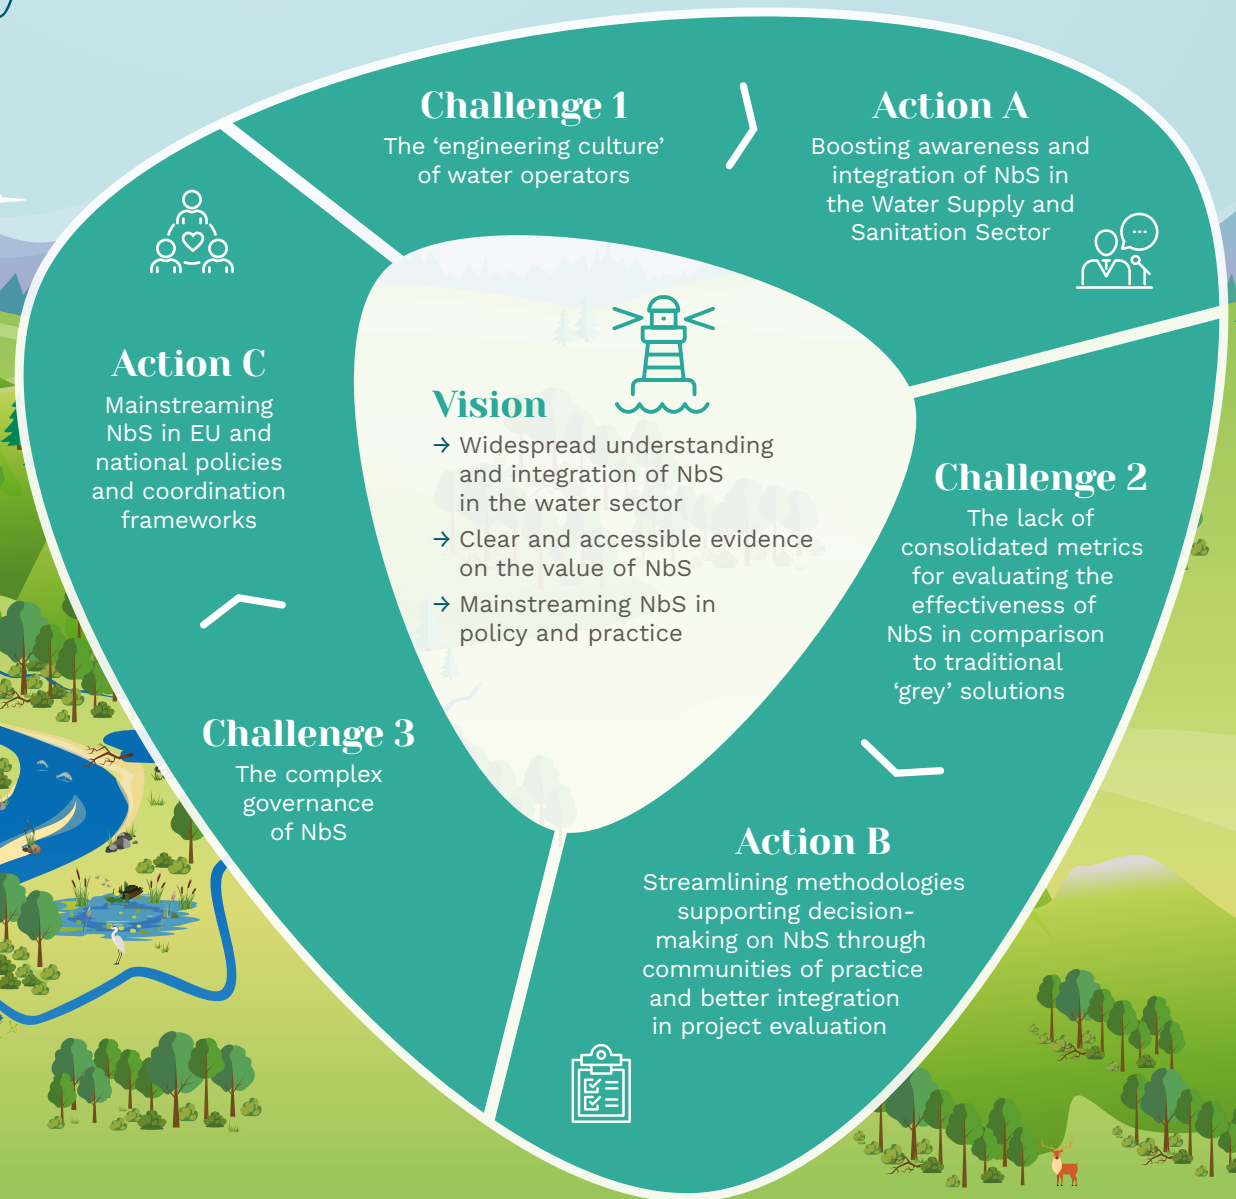 Challenge 1
The ‘engineering culture’
of water operators
Action A
Boosting awareness and
integration of NbS in
the Water Supply and
Sanitation Sector
Challenge 2
The lack of
consolidated metrics
for evaluating the
effectiveness of
NbS in comparison
to traditional
‘grey’ solutions
Action B
Streamlining methodologies
supporting decision-
making on NbS through
communities of practice
and better integration
in project evaluation
Challenge 3
The complex
governance
of NbS
Action C
Mainstreaming
NbS in EU and
national policies
and coordination
frameworks
Vision
→ Widespread understanding
and integration of NbS
in the water sector
→ Clear and accessible evidence
on the value of NbS
→ Mainstreaming NbS in
policy and practice